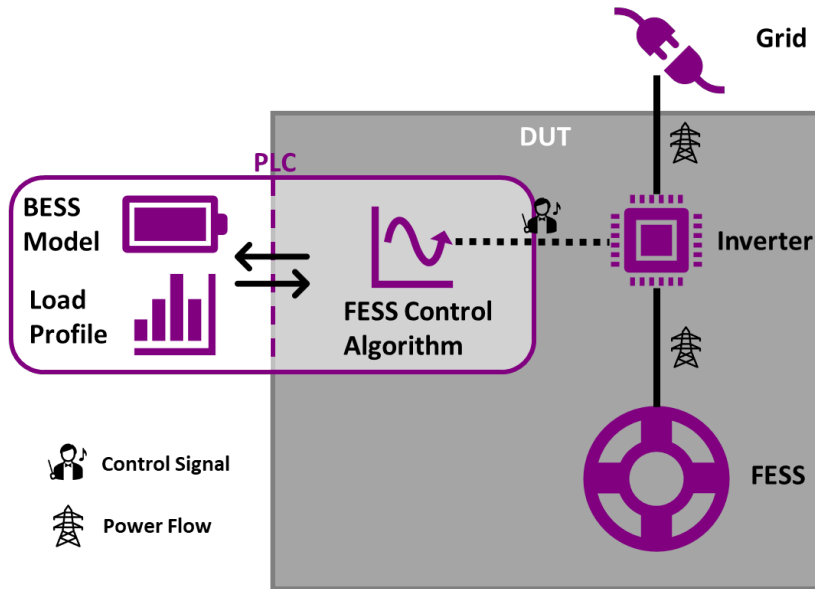 Grid
DUT
PLC
BESS
Model
Load
Profile
FESS Control
Algorithm
Inverter
FESS
Control Signal
Power Flow